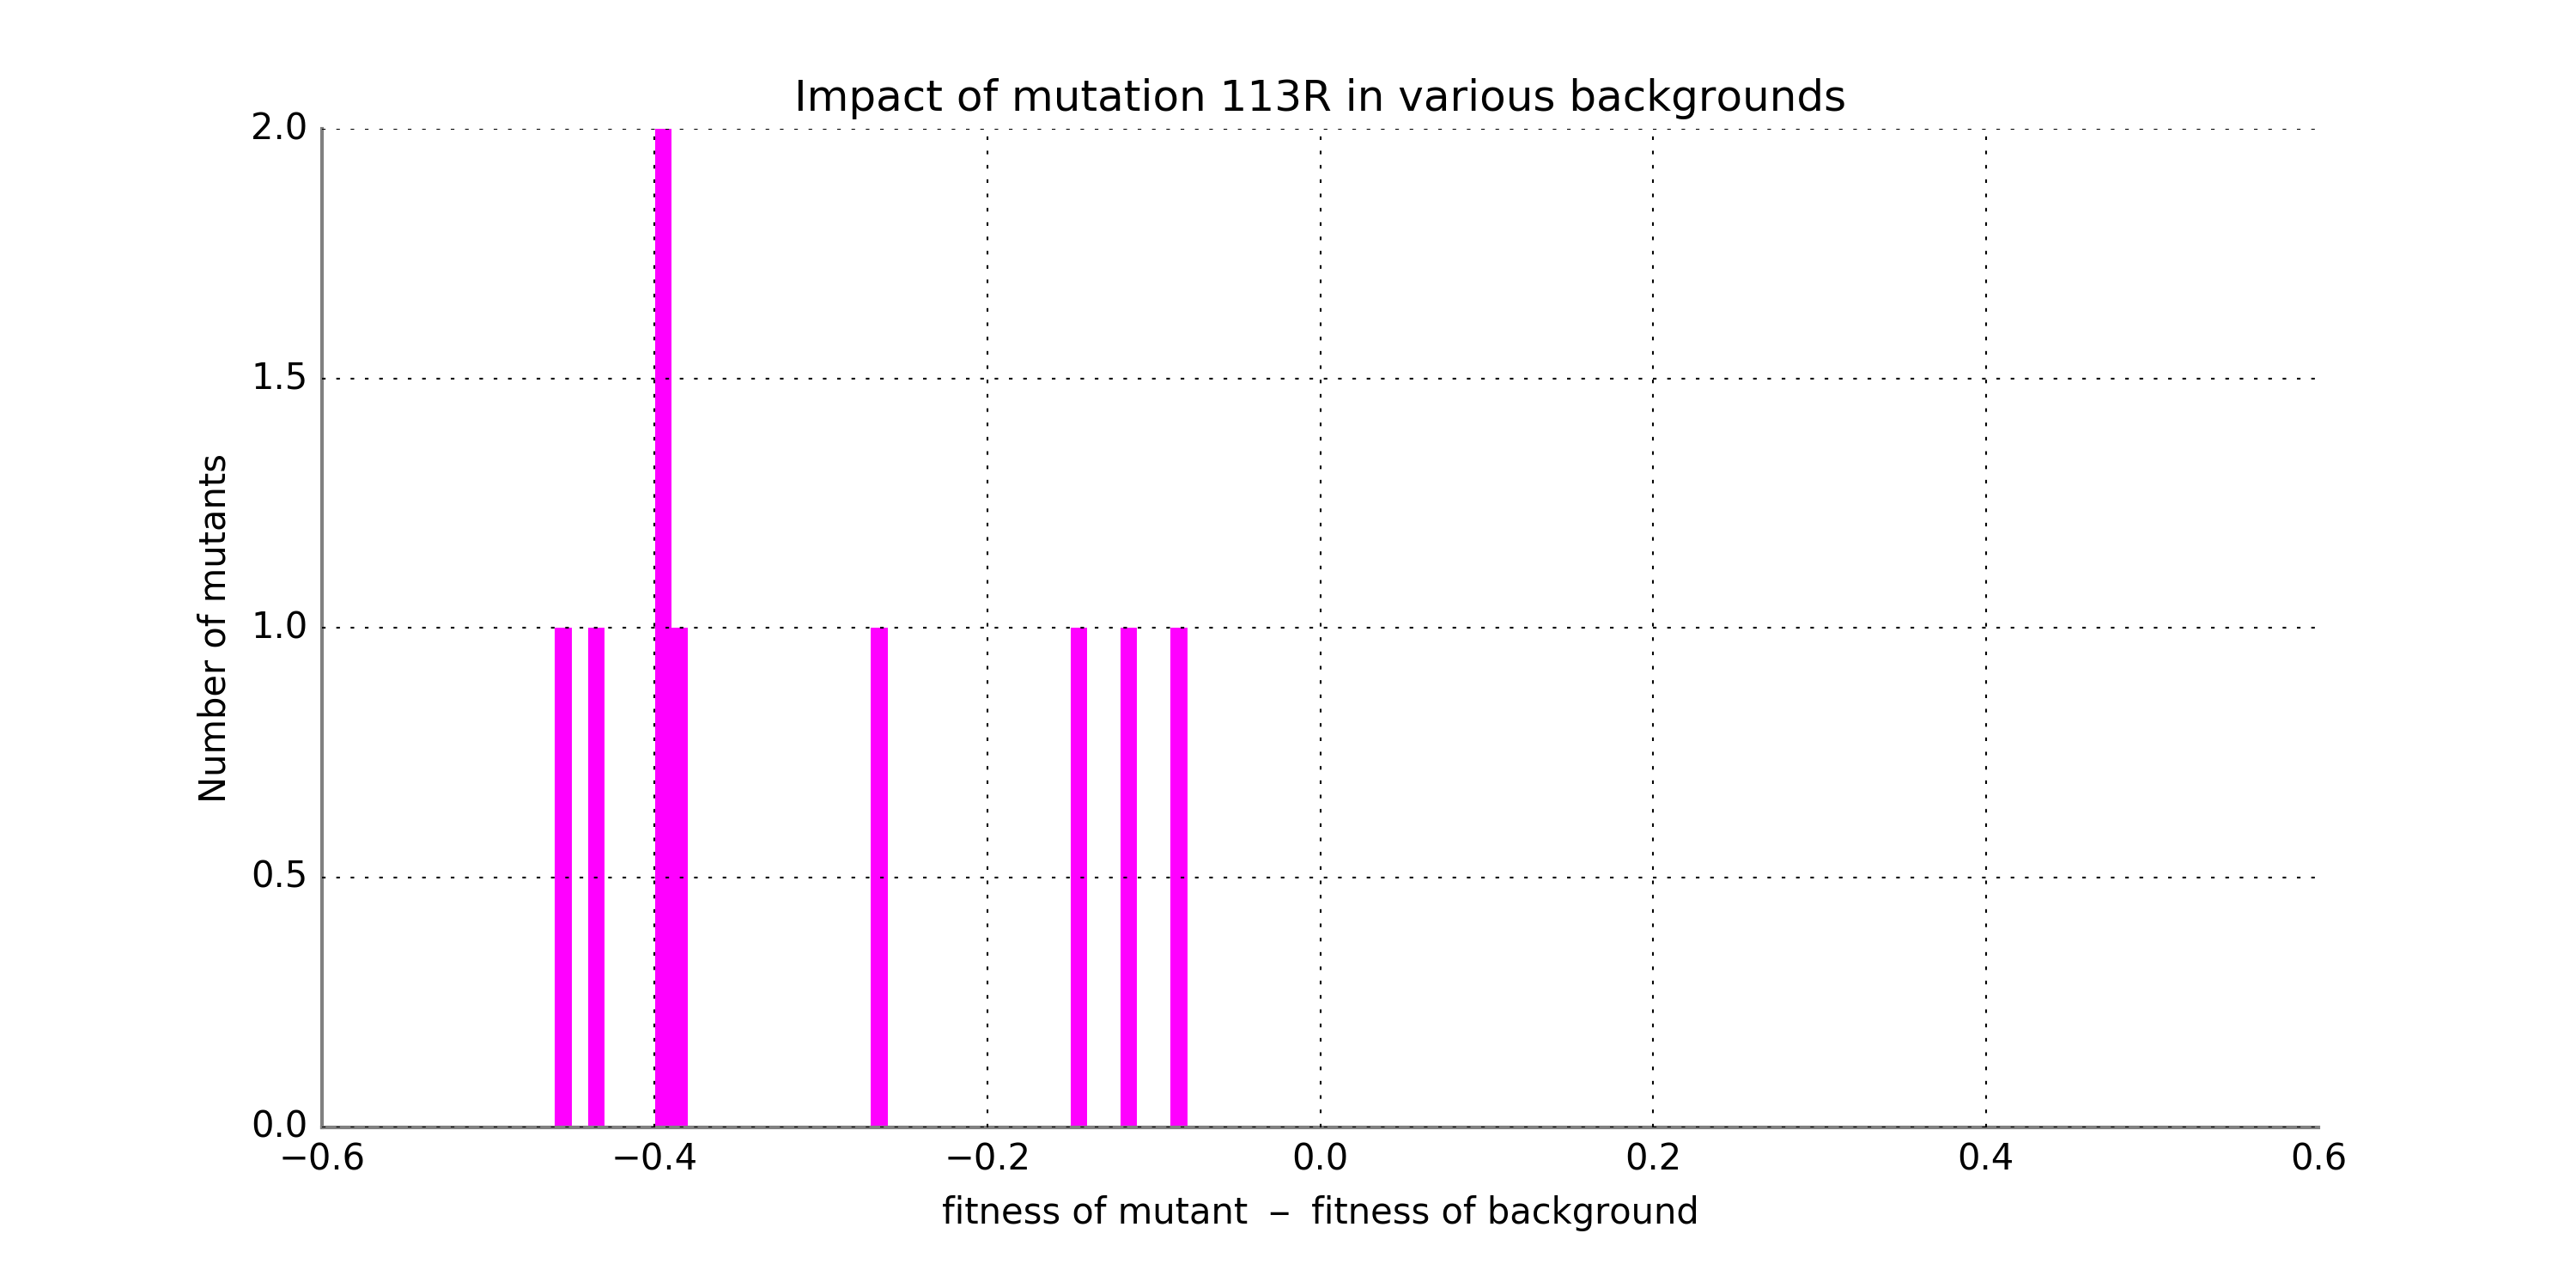 Impact of mutation 113R in various backgrounds
2.0
1.5
1.0
0.5
0.0
Number of mutants
−0.6 −0.4 −0.2 0.0 0.2 0.4 0.6
fitness of mutant − fitness of background